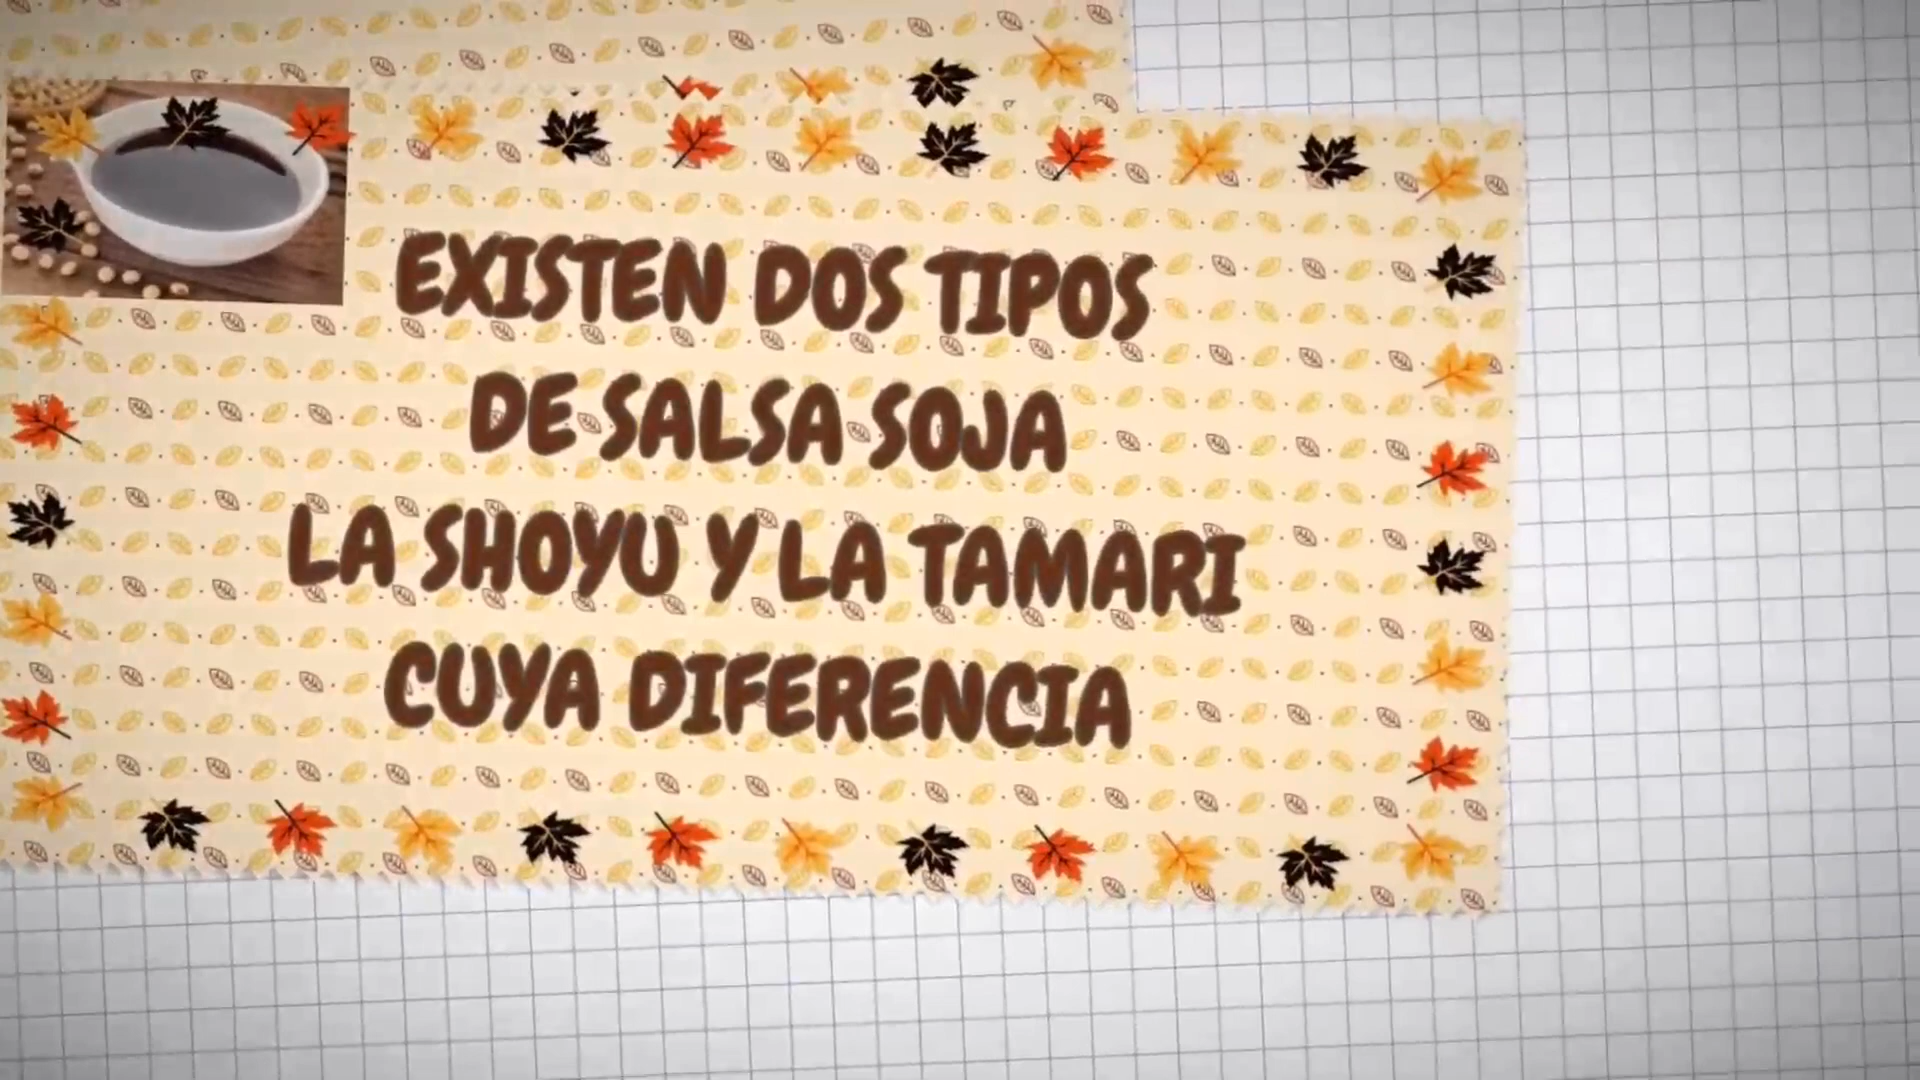 EXISTEN DOS TIPOS
DE SALSA SOJA
LA SHOYU Y LA TAMARI
CUYA DIFERENCIA